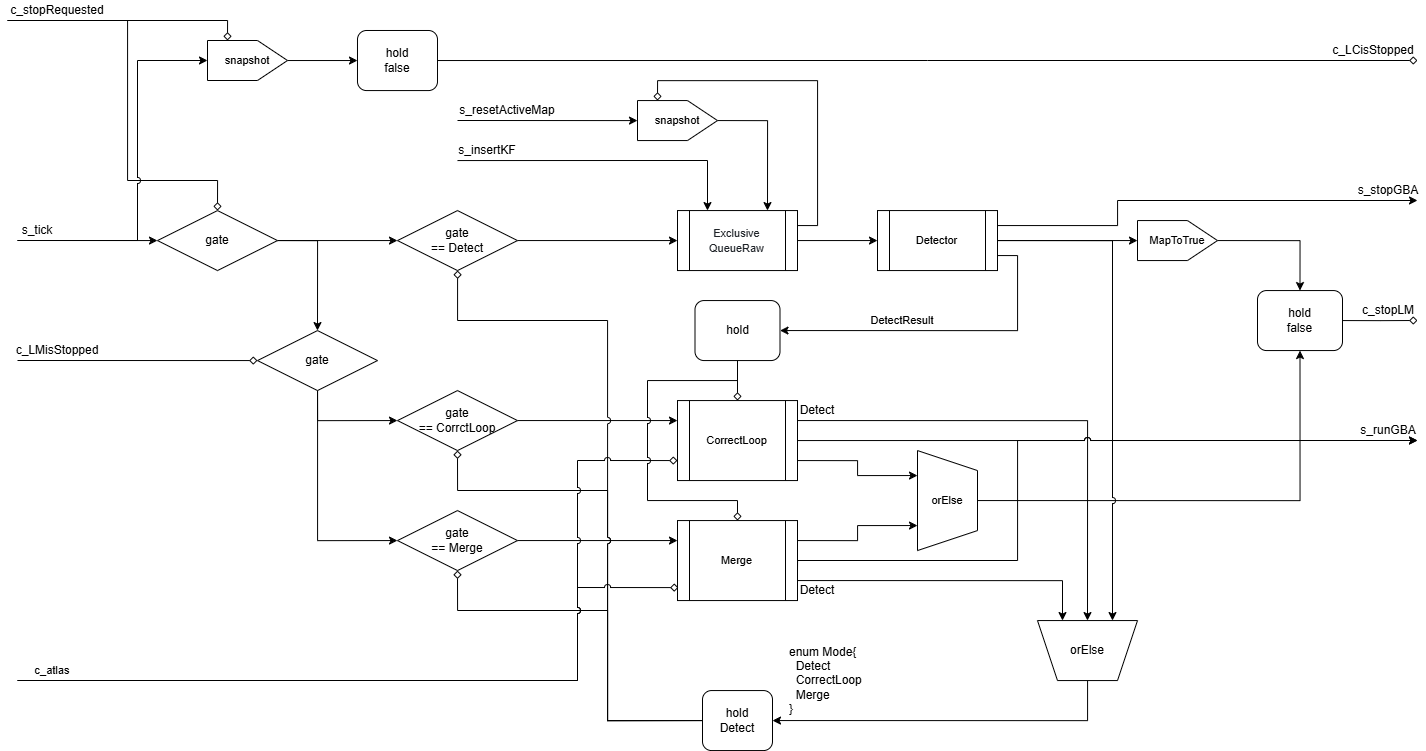 c_stopRequested
snapshot
hold
false
c_LCisStopped
s_resetActiveMap
snapshot
s_insertKF
s_stopGBA
s_tick
gate
gate
== Detect
Exclusive
QueueRaw
Detector
MapToTrue
hold
false
c_stopLM
DetectResult
hold
c_LMisStopped
gate
gate
== CorrctLoop
CorrectLoop
Detect
s_runGBA
orElse
gate
== Merge
Merge
Detect
orElse
c_atlas
enum Mode{
Detect
CorrectLoop
Merge
}
hold
Detect